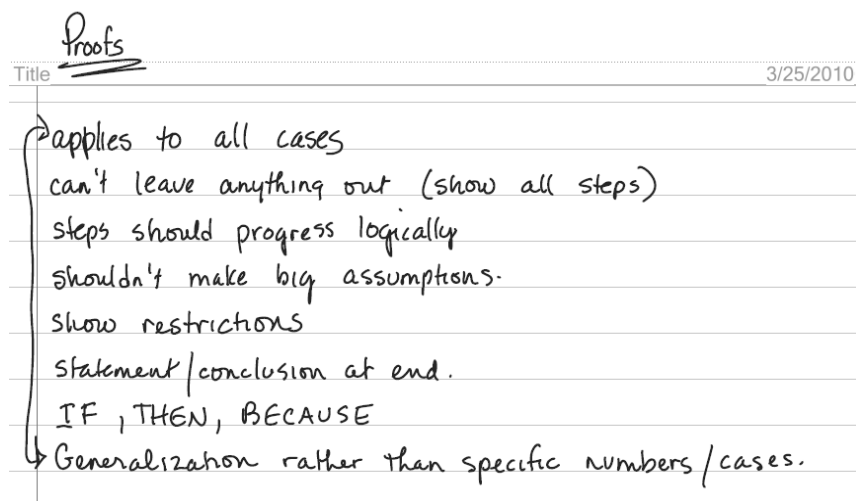 Proofs
Title 3/25/2010
applies to all cases
can't leave anything out (show all steps)
steps should progress logically
shouldn't make big assumptions.
show restrictions
statement/conclusion at end.
IF, THEN, BECAUSE
Generalization rather than specific numbers/cases.